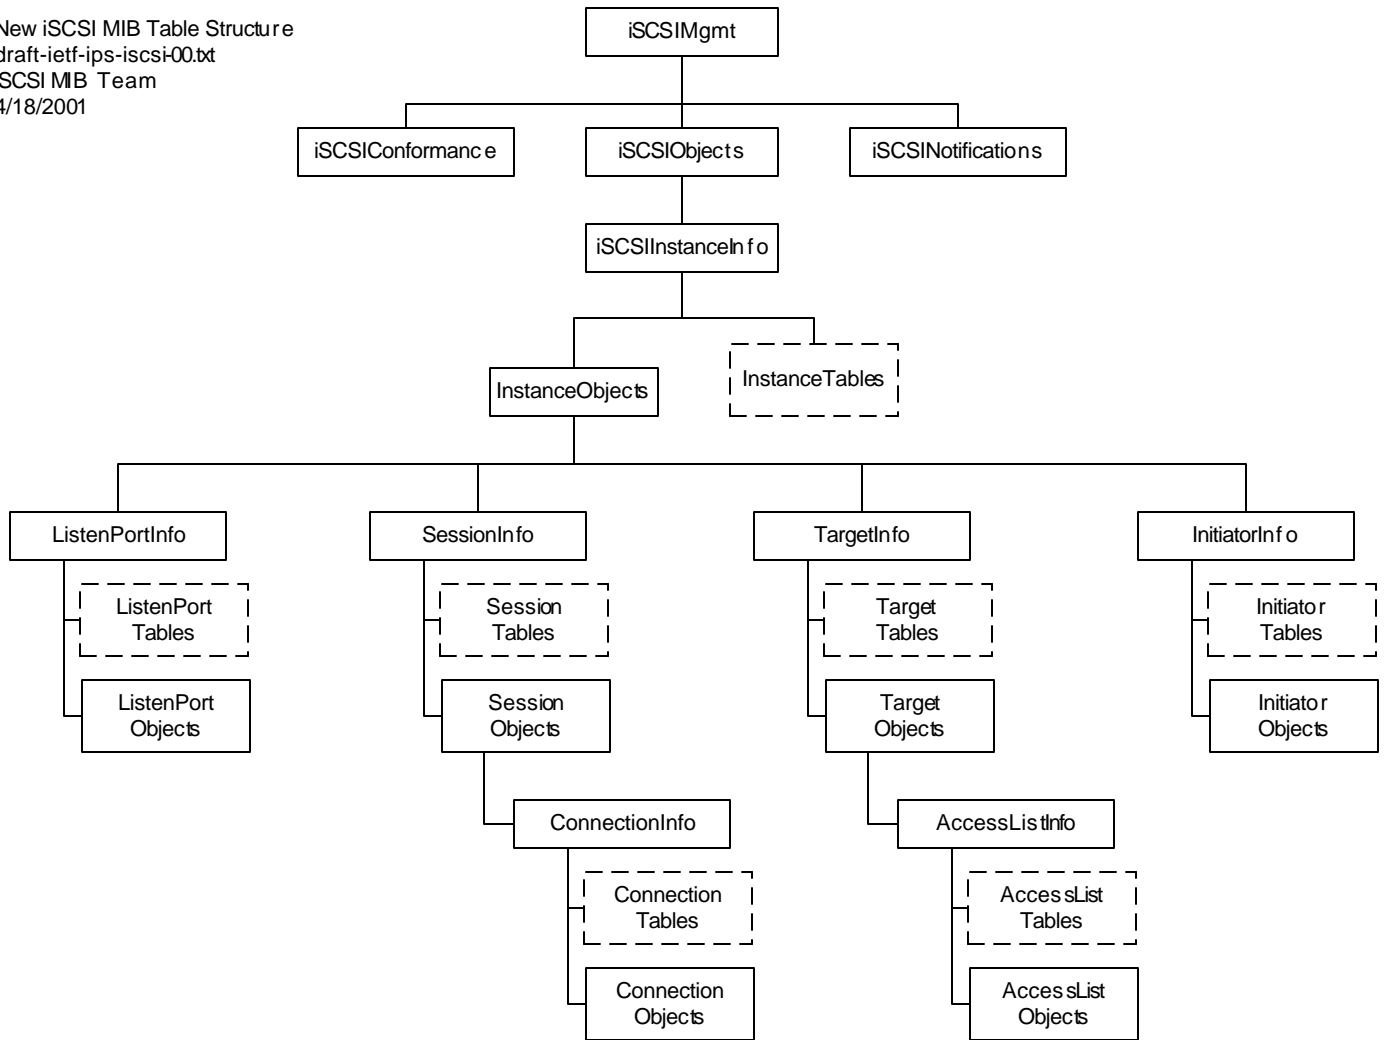 New iSCSI MIB Table Structure
draft-ietf-ips-iscsi-00.txt
iSCSI MIB Team
4/18/2001
iSCSIMgmt
iSCSIConformance
iSCSIObjects
iSCSINotifications
iSCSIInstanceInfo
InstanceObjects
InstanceTables
ListenPortInfo
SessionInfo
TargetInfo
InitiatorInfo
ListenPort
Tables
Session
Tables
Target
Tables
Initiator
Tables
ListenPort
Objects
Session
Objects
Target
Objects
Initiator
Objects
ConnectionInfo
AccessListInfo
Connection
Tables
AccessList
Tables
Connection
Objects
AccessList
Objects